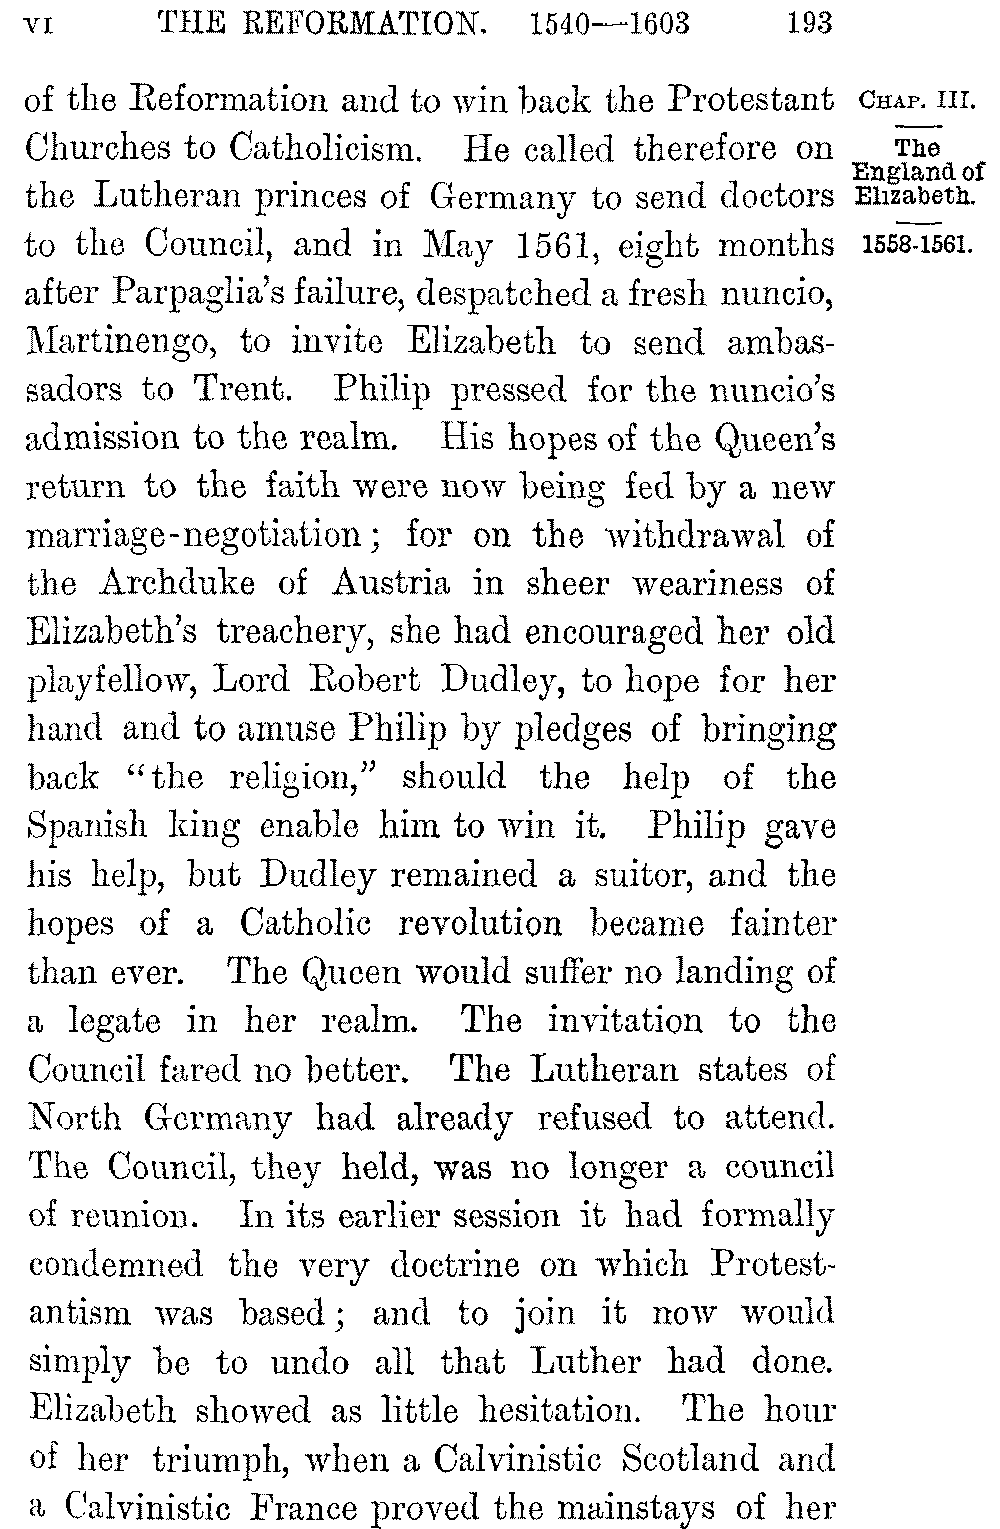 VI THE REFORMATION. 1540—1603 193
of the Reformation and to win back the Protestant
Churches to Catholicism. He called therefore on
the Lutheran princes of Germany to send doctors
to the Council, and in May 1561, eight months
after Parpaglia's failure, despatched a fresh nuncio,
Martinengo, to invite Elizabeth to send ambas-
sadors to Trent. Philip pressed for the nuncio's
admission to the realm. His hopes of the Queen's
return to the faith were now being fed by a new
marriage-negotiation; for on the withdrawal of
the Archduke of Austria in sheer weariness of
Elizabeth's treachery, she had encouraged her old
playfellow, Lord Robert Dudley, to hope for her
hand and to amuse Philip by pledges of bringing
back "the religion," should the help of the
Spanish king enable him to win it. Philip gave
his help, but Dudley remained a suitor, and the
hopes of a Catholic revolution became fainter
than ever. The Queen would suffer no landing of
a legate in her realm. The invitation to the
Council fared no better. The Lutheran states of
North Germany had already refused to attend.
The Council, they held, was no longer a council
of reunion. In its earlier session it had formally
condemned the very doctrine on which Protest-
antism was based; and to join it now would
simply be to undo all that Luther had done.
Elizabeth showed as little hesitation. The hour
of her triumph, when a Calvinistic Scotland and
a Calvinistic France proved the mainstays of her
CHAP. III.
The
England of
Elizabeth.
1558-1561.